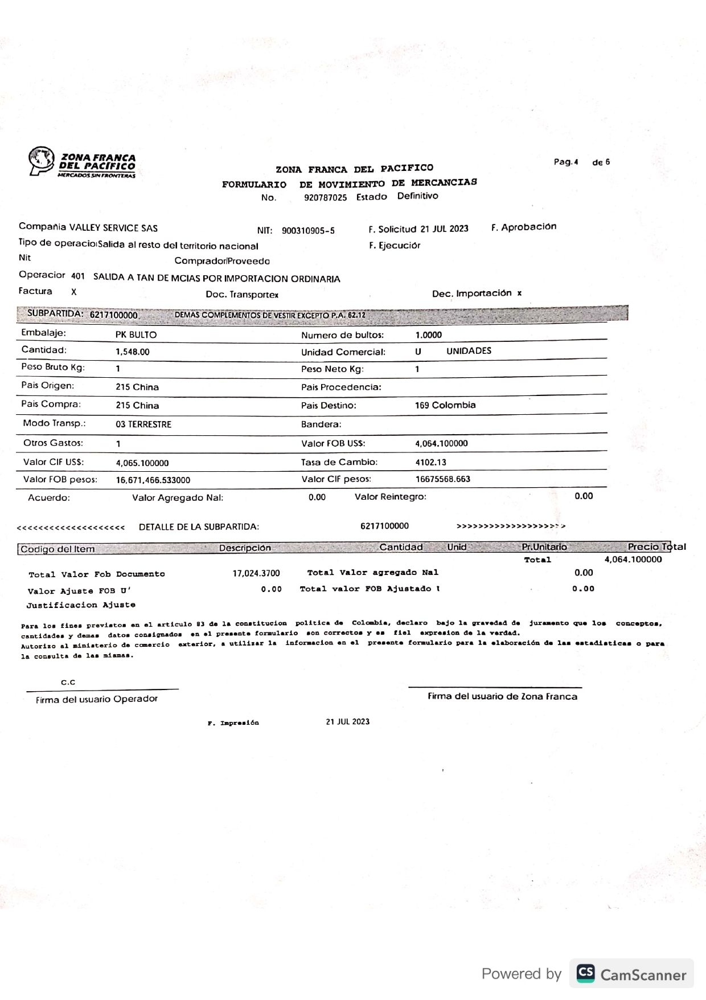 ZONA FRANCA
DEL PACÍFICO
MERCADOS SIN FRONTERAS
Pag. 4 de 6
ZONA FRANCA DEL PACIFICO
FORMULARIO DE MOVIMIENTO DE MERCANCIAS
No. 920787025 Estado Definitivo
Compañia VALLEY SERVICE SAS NIT: 900310905-5 F. Solicitud 21 JUL 2023 F. Aprobación
Tipo de operacioiSalida al resto del territorio nacional F. Ejecuciór
Nit Comprador/Proveedo
Operacior 401 SALIDA A TAN DE MCIAS POR IMPORTACION ORDINARIA
Factura X Doc. Transportex Dec. Importación x
SUBPARTIDA: 6217100000 DEMAS COMPLEMENTOS DE VESTIR EXCEPTO P.A. 62.12
Embalaje: PK BULTO Numero de bultos: 1.0000
Cantidad: 1,548.00 Unidad Comercial: U UNIDADES
Peso Bruto Kg: 1 Peso Neto Kg: 1
Pais Origen: 215 China Pais Procedencia:
Pais Compra: 215 China Pais Destino: 169 Colombia
Modo Transp.: 03 TERRESTRE Bandera:
Otros Gastos: 1 Valor FOB US$: 4,064.100000
Valor CIF US$: 4,065.100000 Tasa de Cambio: 4102.13
Valor FOB pesos: 16,671,466.533000 Valor CIF pesos: 16675568.663
Acuerdo: Valor Agregado Nal: 0.00 Valor Reintegro: 0.00
<<<<<<<<<<<<<<<<<<<< DETALLE DE LA SUBPARTIDA: 6217100000 >>>>>>>>>>>>>>>>>>>>
Codigo del Item Descripción Cantidad Unid Pr.Unitario Precio Total
Total 4,064.100000
Total Valor Fob Documento 17,024.3700 Total Valor agregado Nal 0.00
Valor Ajuste FOB U' 0.00 Total valor FOB Ajustado U 0.00
Justificacion Ajuste
Para los fines previstos en el articulo 83 de la constitucion politica de Colombia, declaro bajo la gravedad de juramento que los conceptos,
cantidades y demas datos consignados en el presente formulario son correctos y es fiel expresion de la verdad.
Autorizo al ministerio de comercio exterior, a utilizar la informacion en el presente formulario para la elaboración de las estadisticas o para
la consulta de las mismas.
C.C
Firma del usuario Operador Firma del usuario de Zona Franca
F. Impresión 21 JUL 2023
Powered by CS CamScanner